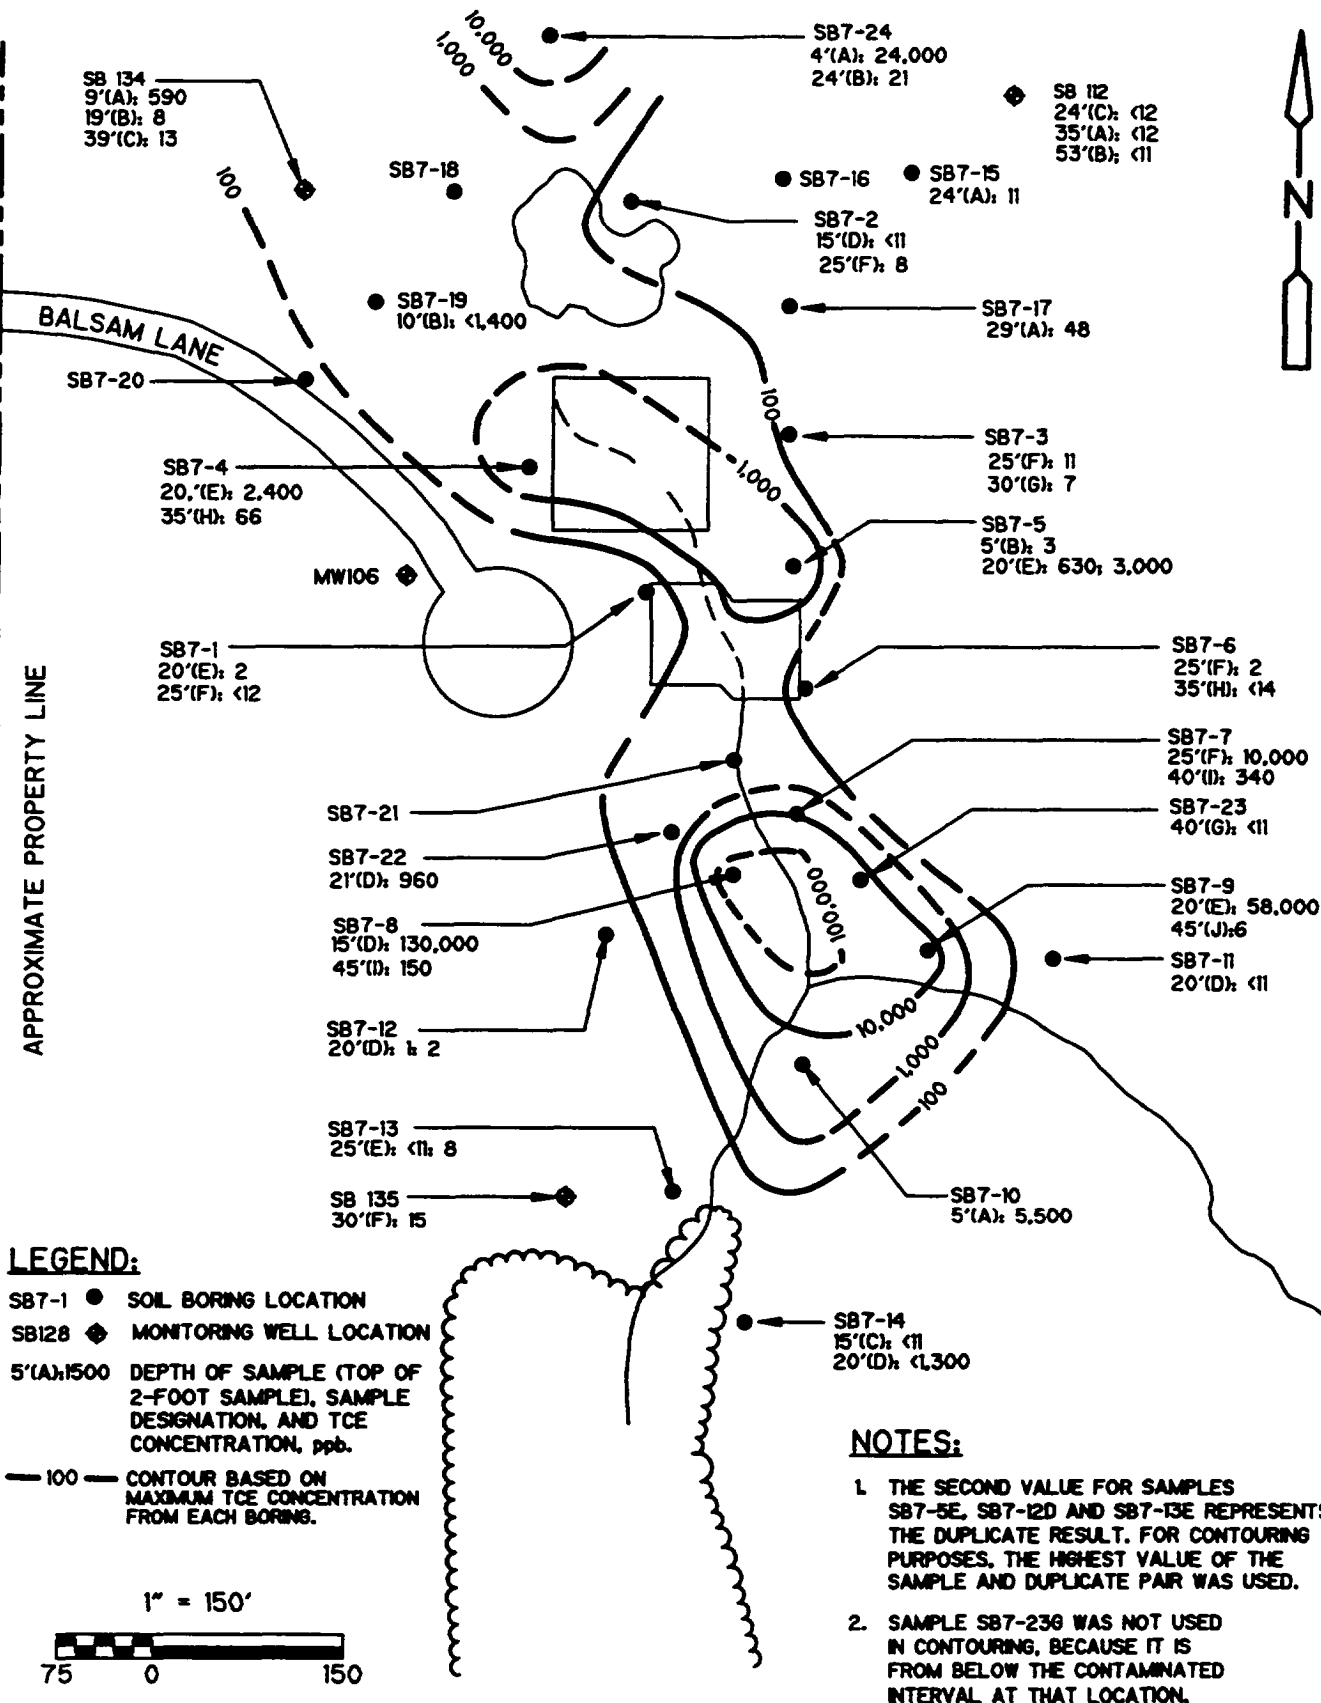 10,000
1,000
SB7-24
4'(A): 24,000
24'(B): 21
SB 134
9'(A): 590
19'(B): 8
39'(C): 13
SB 112
24'(C): <12
35'(A): <12
53'(B); <11
N
100
SB7-18
SB7-16
SB7-15
24'(A): 11
SB7-2
15'(D): <11
25'(F): 8
SB7-19
10'(B): <1,400
SB7-17
29'(A): 48
BALSAM LANE
SB7-20
100
SB7-3
25'(F): 11
30'(G): 7
SB7-4
20,'(E): 2,400
35'(H): 66
1,000
SB7-5
5'(B): 3
20'(E): 630; 3,000
MW106
SB7-1
20'(E): 2
25'(F): <12
SB7-6
25'(F): 2
35'(H): <14
APPROXIMATE PROPERTY LINE
SB7-7
25'(F): 10,000
40'(I): 340
SB7-21
SB7-23
40'(G): <11
SB7-22
21'(D): 960
100,000
SB7-9
20'(E): 58,000
45'(J):6
SB7-8
15'(D): 130,000
45'(I): 150
SB7-11
20'(D): <11
SB7-12
20'(D): 1; 2
10,000
1,000
100
SB7-13
25'(E): <11; 8
SB 135
30'(F): 15
SB7-10
5'(A): 5,500
SB7-14
15'(C): <11
20'(D): <1,300
LEGEND:
SB7-1 SOIL BORING LOCATION
SB128 MONITORING WELL LOCATION
5'(A):1500 DEPTH OF SAMPLE (TOP OF
2-FOOT SAMPLE), SAMPLE
DESIGNATION, AND TCE
CONCENTRATION, ppb.
100 CONTOUR BASED ON
MAXIMUM TCE CONCENTRATION
FROM EACH BORING.
1" = 150'
75 0 150
NOTES:
1. THE SECOND VALUE FOR SAMPLES
SB7-5E, SB7-12D AND SB7-13E REPRESENTS
THE DUPLICATE RESULT. FOR CONTOURING
PURPOSES, THE HIGHEST VALUE OF THE
SAMPLE AND DUPLICATE PAIR WAS USED.
2. SAMPLE SB7-23G WAS NOT USED
IN CONTOURING, BECAUSE IT IS
FROM BELOW THE CONTAMINATED
INTERVAL AT THAT LOCATION.